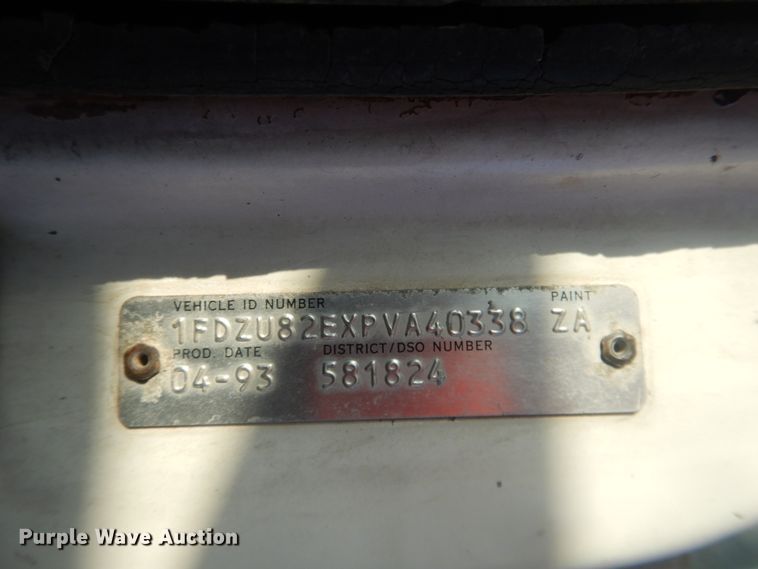 VEHICLE ID NUMBER PAINT
1FDZU82EXPVA40338 ZA
PROD. DATE DISTRICT/DSO NUMBER
04-93 581824
Purple Wave Auction